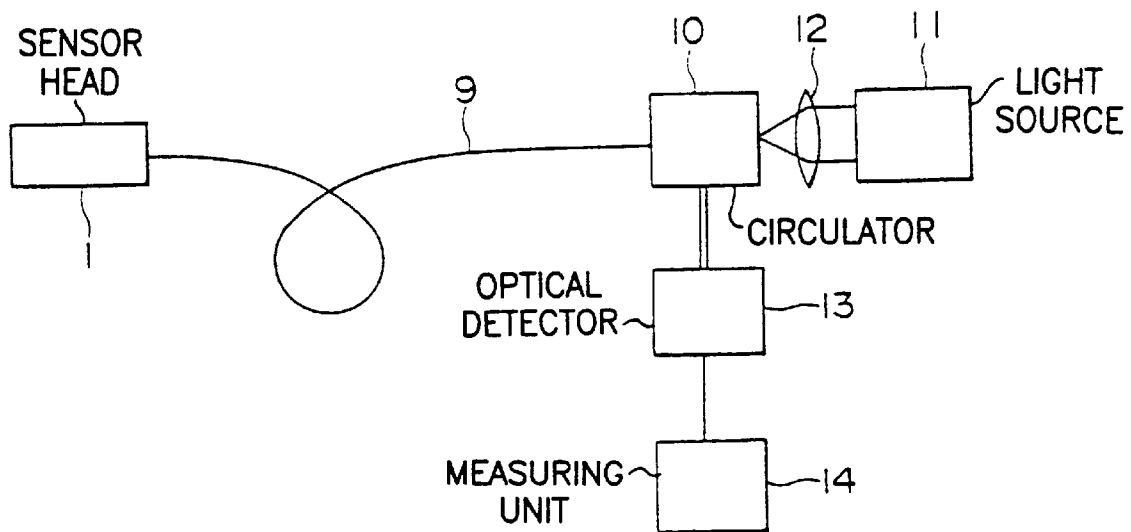 SENSOR
HEAD
1
9
10
12
11
LIGHT
SOURCE
CIRCULATOR
OPTICAL
DETECTOR
13
MEASURING
UNIT
14